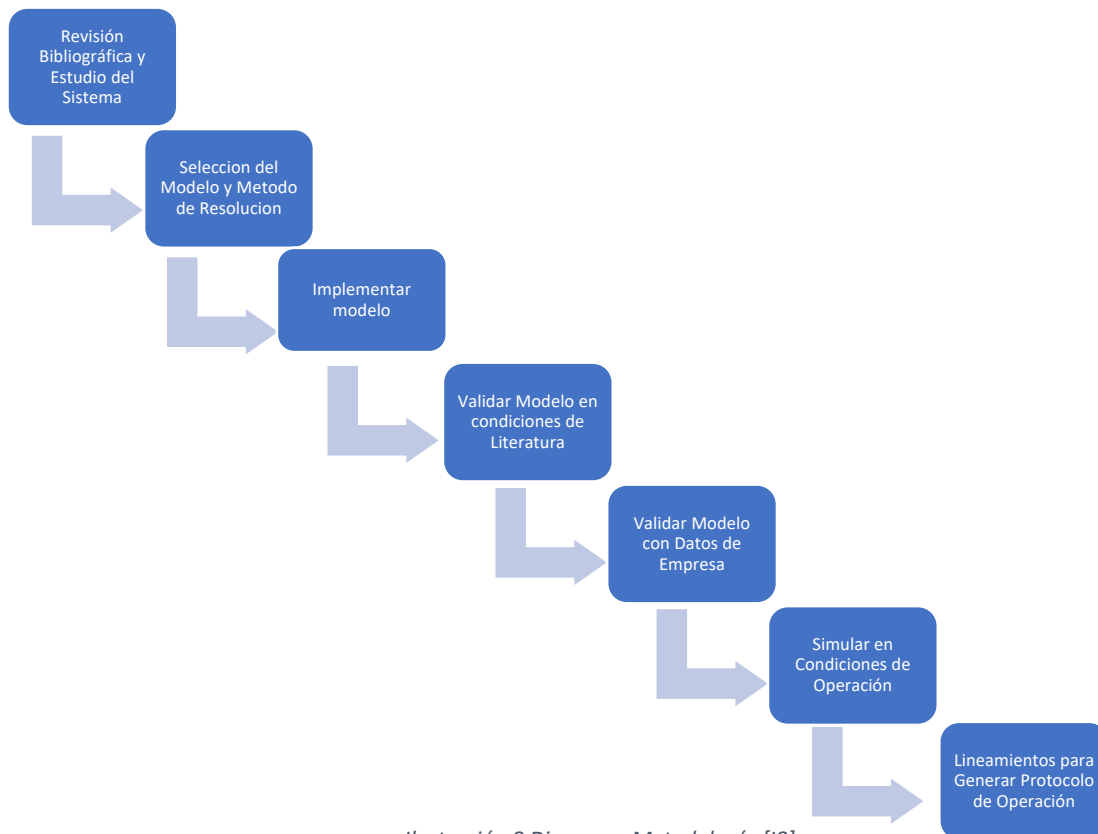 Revisión
Bibliográfica y
Estudio del
Sistema
Seleccion del
Modelo y Metodo
de Resolucion
Implementar
modelo
Validar Modelo en
condiciones de
Literatura
Validar Modelo
con Datos de
Empresa
Simular en
Condiciones de
Operación
Lineamientos para
Generar Protocolo
de Operación